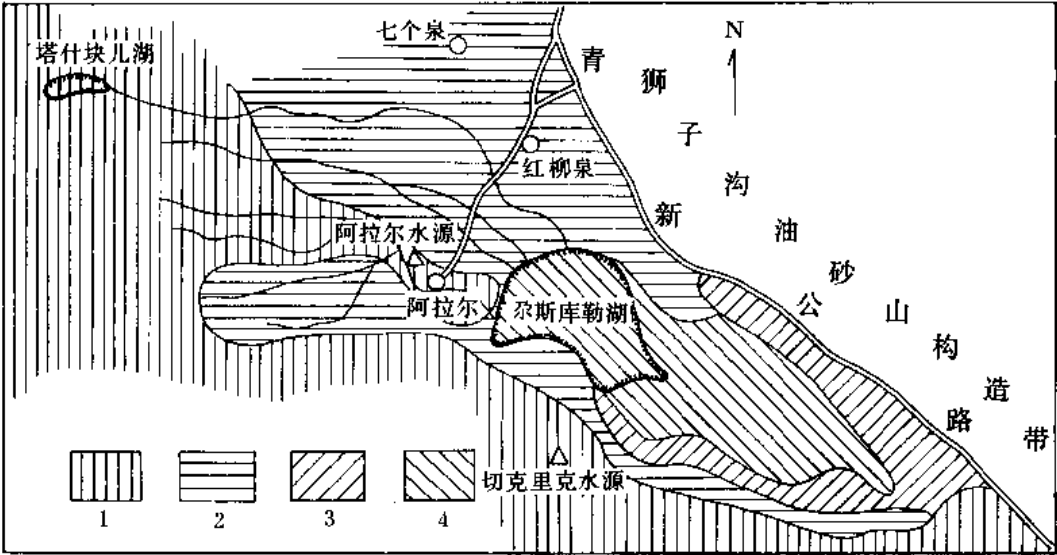 七个泉
塔什块儿湖
N
青新公路
狮子沟油砂山构造带
红柳泉
阿拉尔水源
阿拉尔
尕斯库勒湖
切克里克水源
1
2
3
4